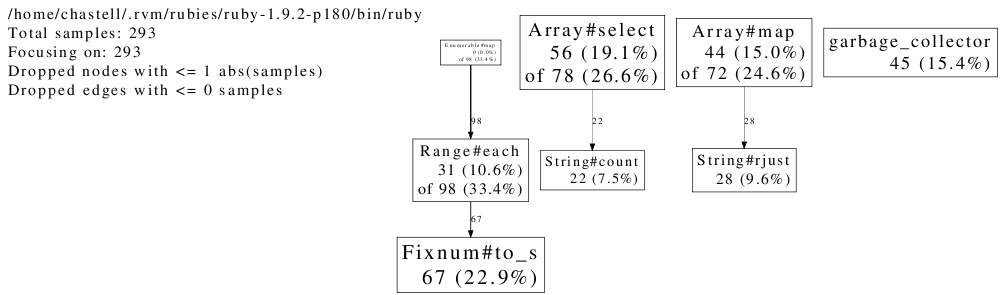 /home/chastell/.rvm/rubies/ruby-1.9.2-p180/bin/ruby
Total samples: 293
Focusing on: 293
Dropped nodes with <= 1 abs(samples)
Dropped edges with <= 0 samples
Enumerable#map
0 (0.0%)
of 98 (33.4%)
98
Range#each
31 (10.6%)
of 98 (33.4%)
67
Fixnum#to_s
67 (22.9%)
Array#select
56 (19.1%)
of 78 (26.6%)
22
String#count
22 (7.5%)
Array#map
44 (15.0%)
of 72 (24.6%)
28
String#rjust
28 (9.6%)
garbage_collector
45 (15.4%)